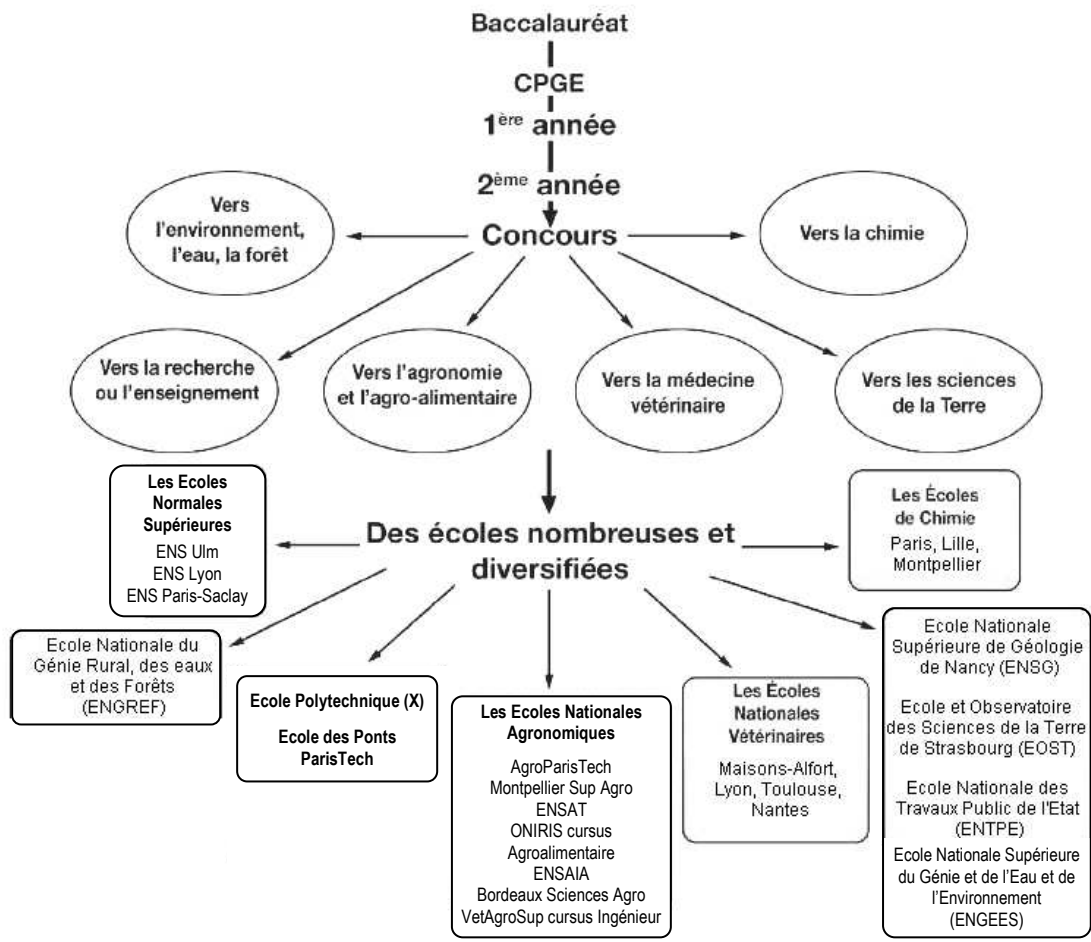 Baccalauréat
CPGE
1ère année
2ème année
Concours
Vers
l'environnement,
l'eau, la forêt
Vers la chimie
Vers la recherche
ou l'enseignement
Vers l'agronomie
et l'agro-alimentaire
Vers la médecine
vétérinaire
Vers les sciences
de la Terre
Des écoles nombreuses et
diversifiées
Les Ecoles
Normales
Supérieures
ENS Ulm
ENS Lyon
ENS Paris-Saclay
Les Écoles
de Chimie
Paris, Lille,
Montpellier
Ecole Nationale du
Génie Rural, des eaux
et des Forêts
(ENGREF)
Ecole Polytechnique (X)
Ecole des Ponts
ParisTech
Les Ecoles Nationales
Agronomiques
AgroParisTech
Montpellier Sup Agro
ENSAT
ONIRIS cursus
Agroalimentaire
ENSAIA
Bordeaux Sciences Agro
VetAgroSup cursus Ingénieur
Les Écoles
Nationales
Vétérinaires
Maisons-Alfort,
Lyon, Toulouse,
Nantes
Ecole Nationale
Supérieure de Géologie
de Nancy (ENSG)
Ecole et Observatoire
des Sciences de la Terre
de Strasbourg (EOST)
Ecole Nationale des
Travaux Public de l'Etat
(ENTPE)
Ecole Nationale Supérieure
du Génie et de l'Eau et de
l'Environnement
(ENGEES)